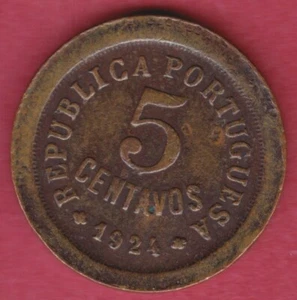 REPUBLICA PORTUGUESA
5
CENTAVOS
* 1924 *